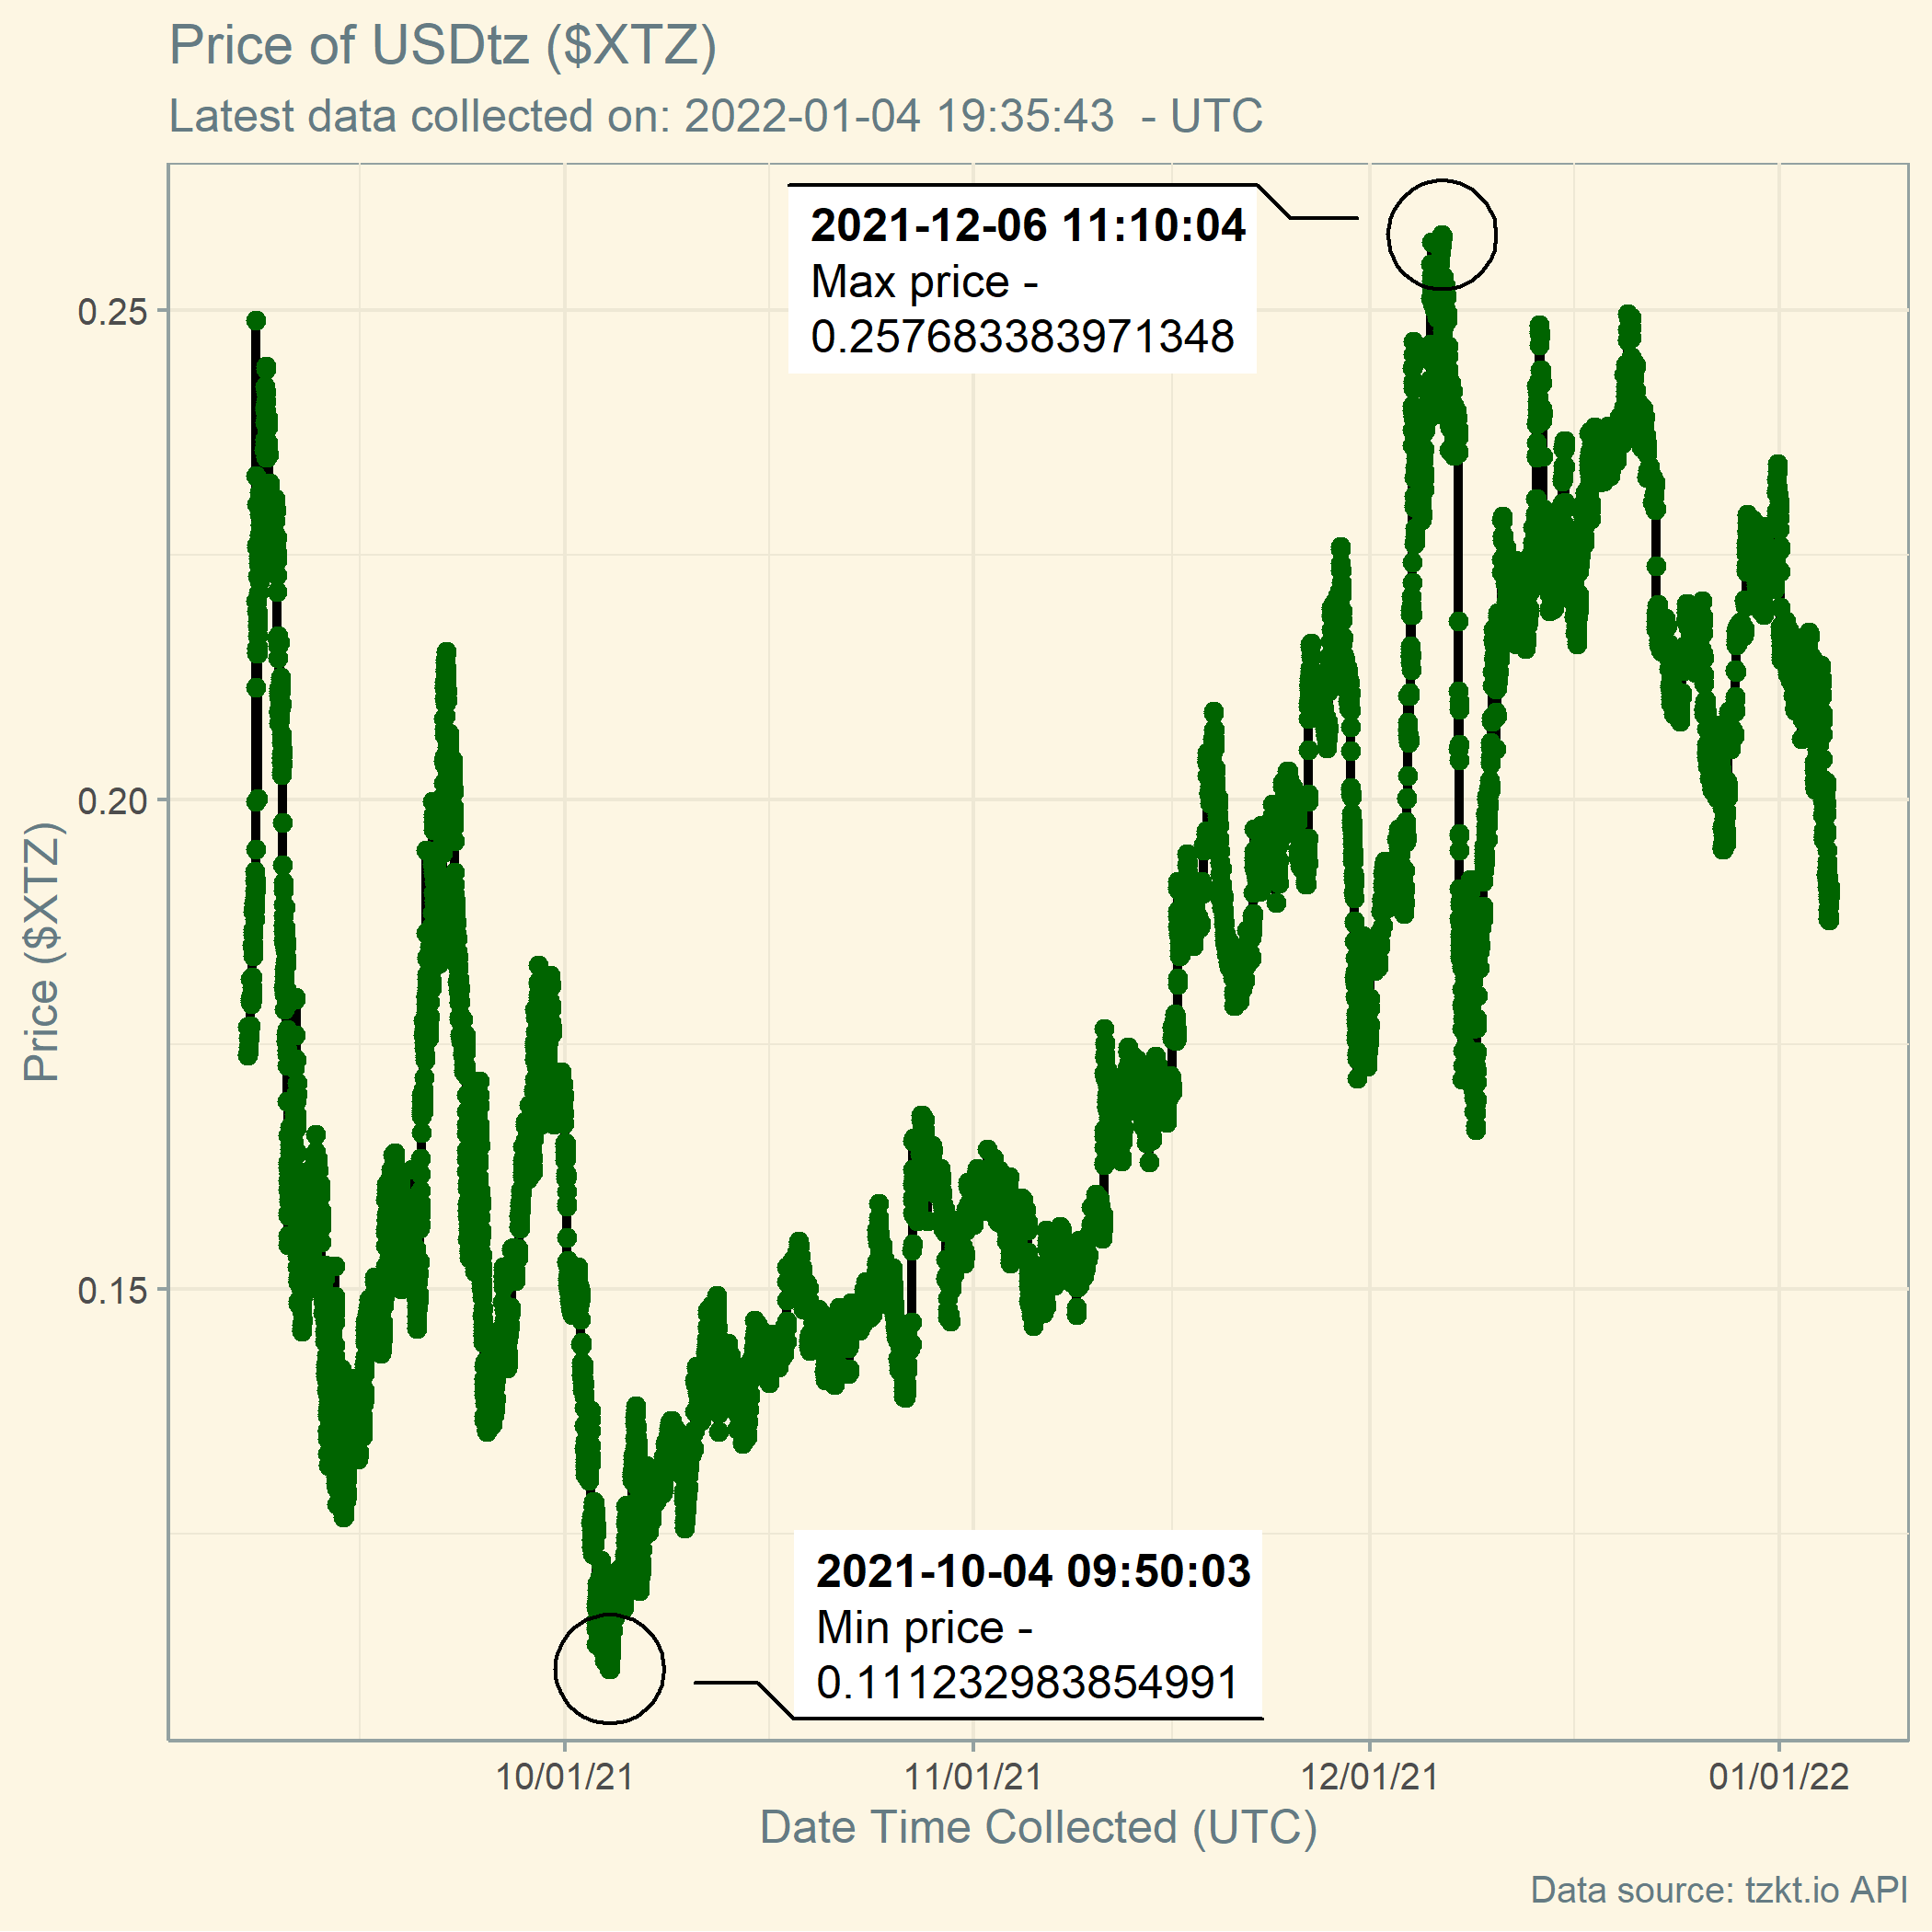 Price of USDtz ($XTZ)
Latest data collected on: 2022-01-04 19:35:43  - UTC
2021-12-06 11:10:04
Max price -
0.257683383971348
0.25
0.20
0.15
Price ($XTZ)
2021-10-04 09:50:03
Min price -
0.111232983854991
10/01/21
11/01/21
12/01/21
01/01/22
Date Time Collected (UTC)
Data source: tzkt.io API